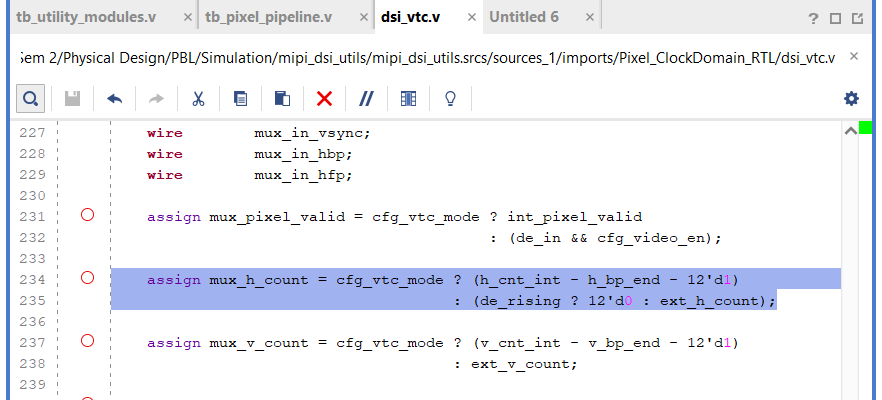 tb_utility_modules.v × tb_pixel_pipeline.v × dsi_vtc.v × Untitled 6 × ?
Sem 2/Physical Design/PBL/Simulation/mipi_dsi_utils/mipi_dsi_utils.srcs/sources_1/imports/Pixel_ClockDomain_RTL/dsi_vtc.v ×
227 wire mux_in_vsync;
228 wire mux_in_hbp;
229 wire mux_in_hfp;
230
231 assign mux_pixel_valid = cfg_vtc_mode ? int_pixel_valid
232 : (de_in && cfg_video_en);
233
234 assign mux_h_count = cfg_vtc_mode ? (h_cnt_int - h_bp_end - 12'd1)
235 : (de_rising ? 12'd0 : ext_h_count);
236
237 assign mux_v_count = cfg_vtc_mode ? (v_cnt_int - v_bp_end - 12'd1)
238 : ext_v_count;
239